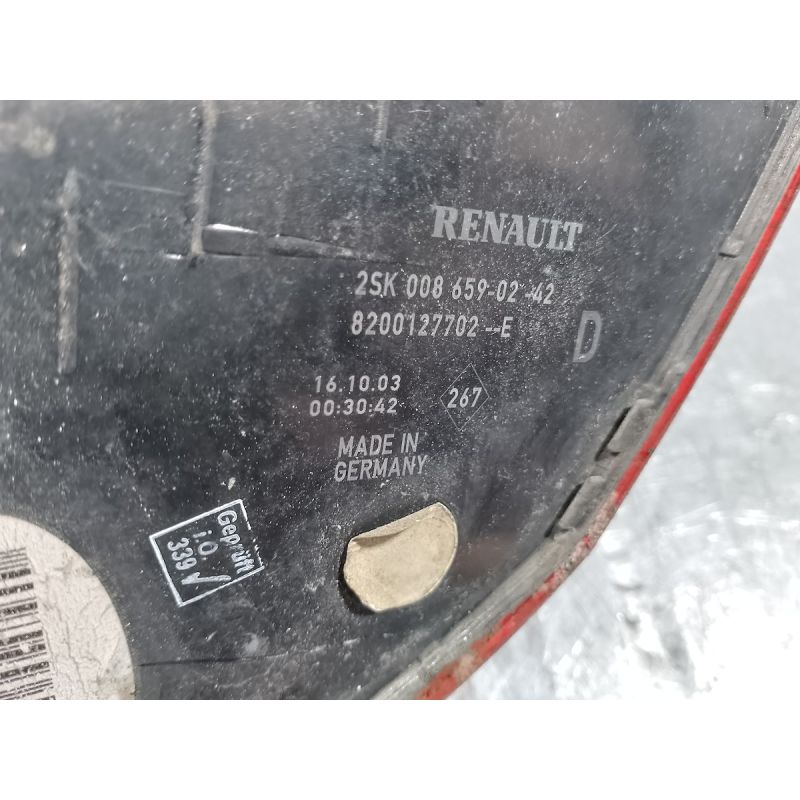 RENAULT
2SK 008 659-02-42
8200127702--E
D
16.10.03
00:30:42
267
MADE IN
GERMANY
Geprüft
i.O.
339